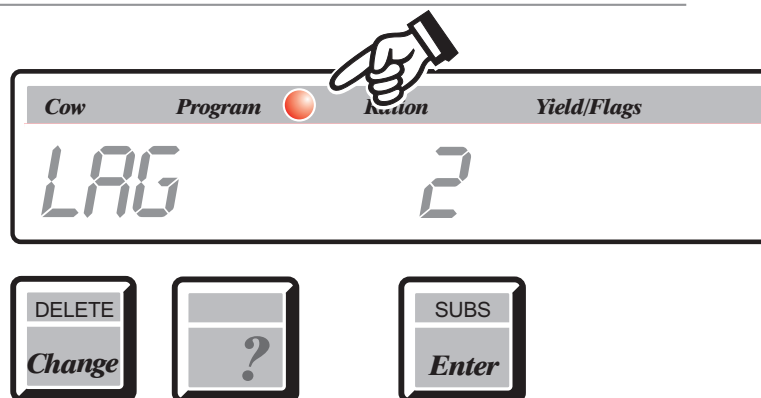 Cow Program Ration Yield/Flags
LAG 2
DELETE SUBS
Change ? Enter